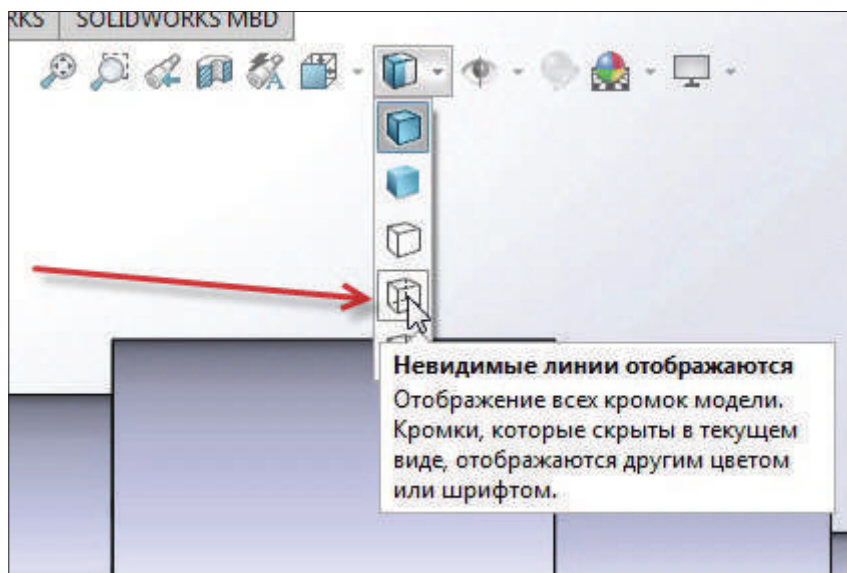 RKS SOLIDWORKS MBD
Невидимые линии отображаются
Отображение всех кромок модели.
Кромки, которые скрыты в текущем
виде, отображаются другим цветом
или шрифтом.